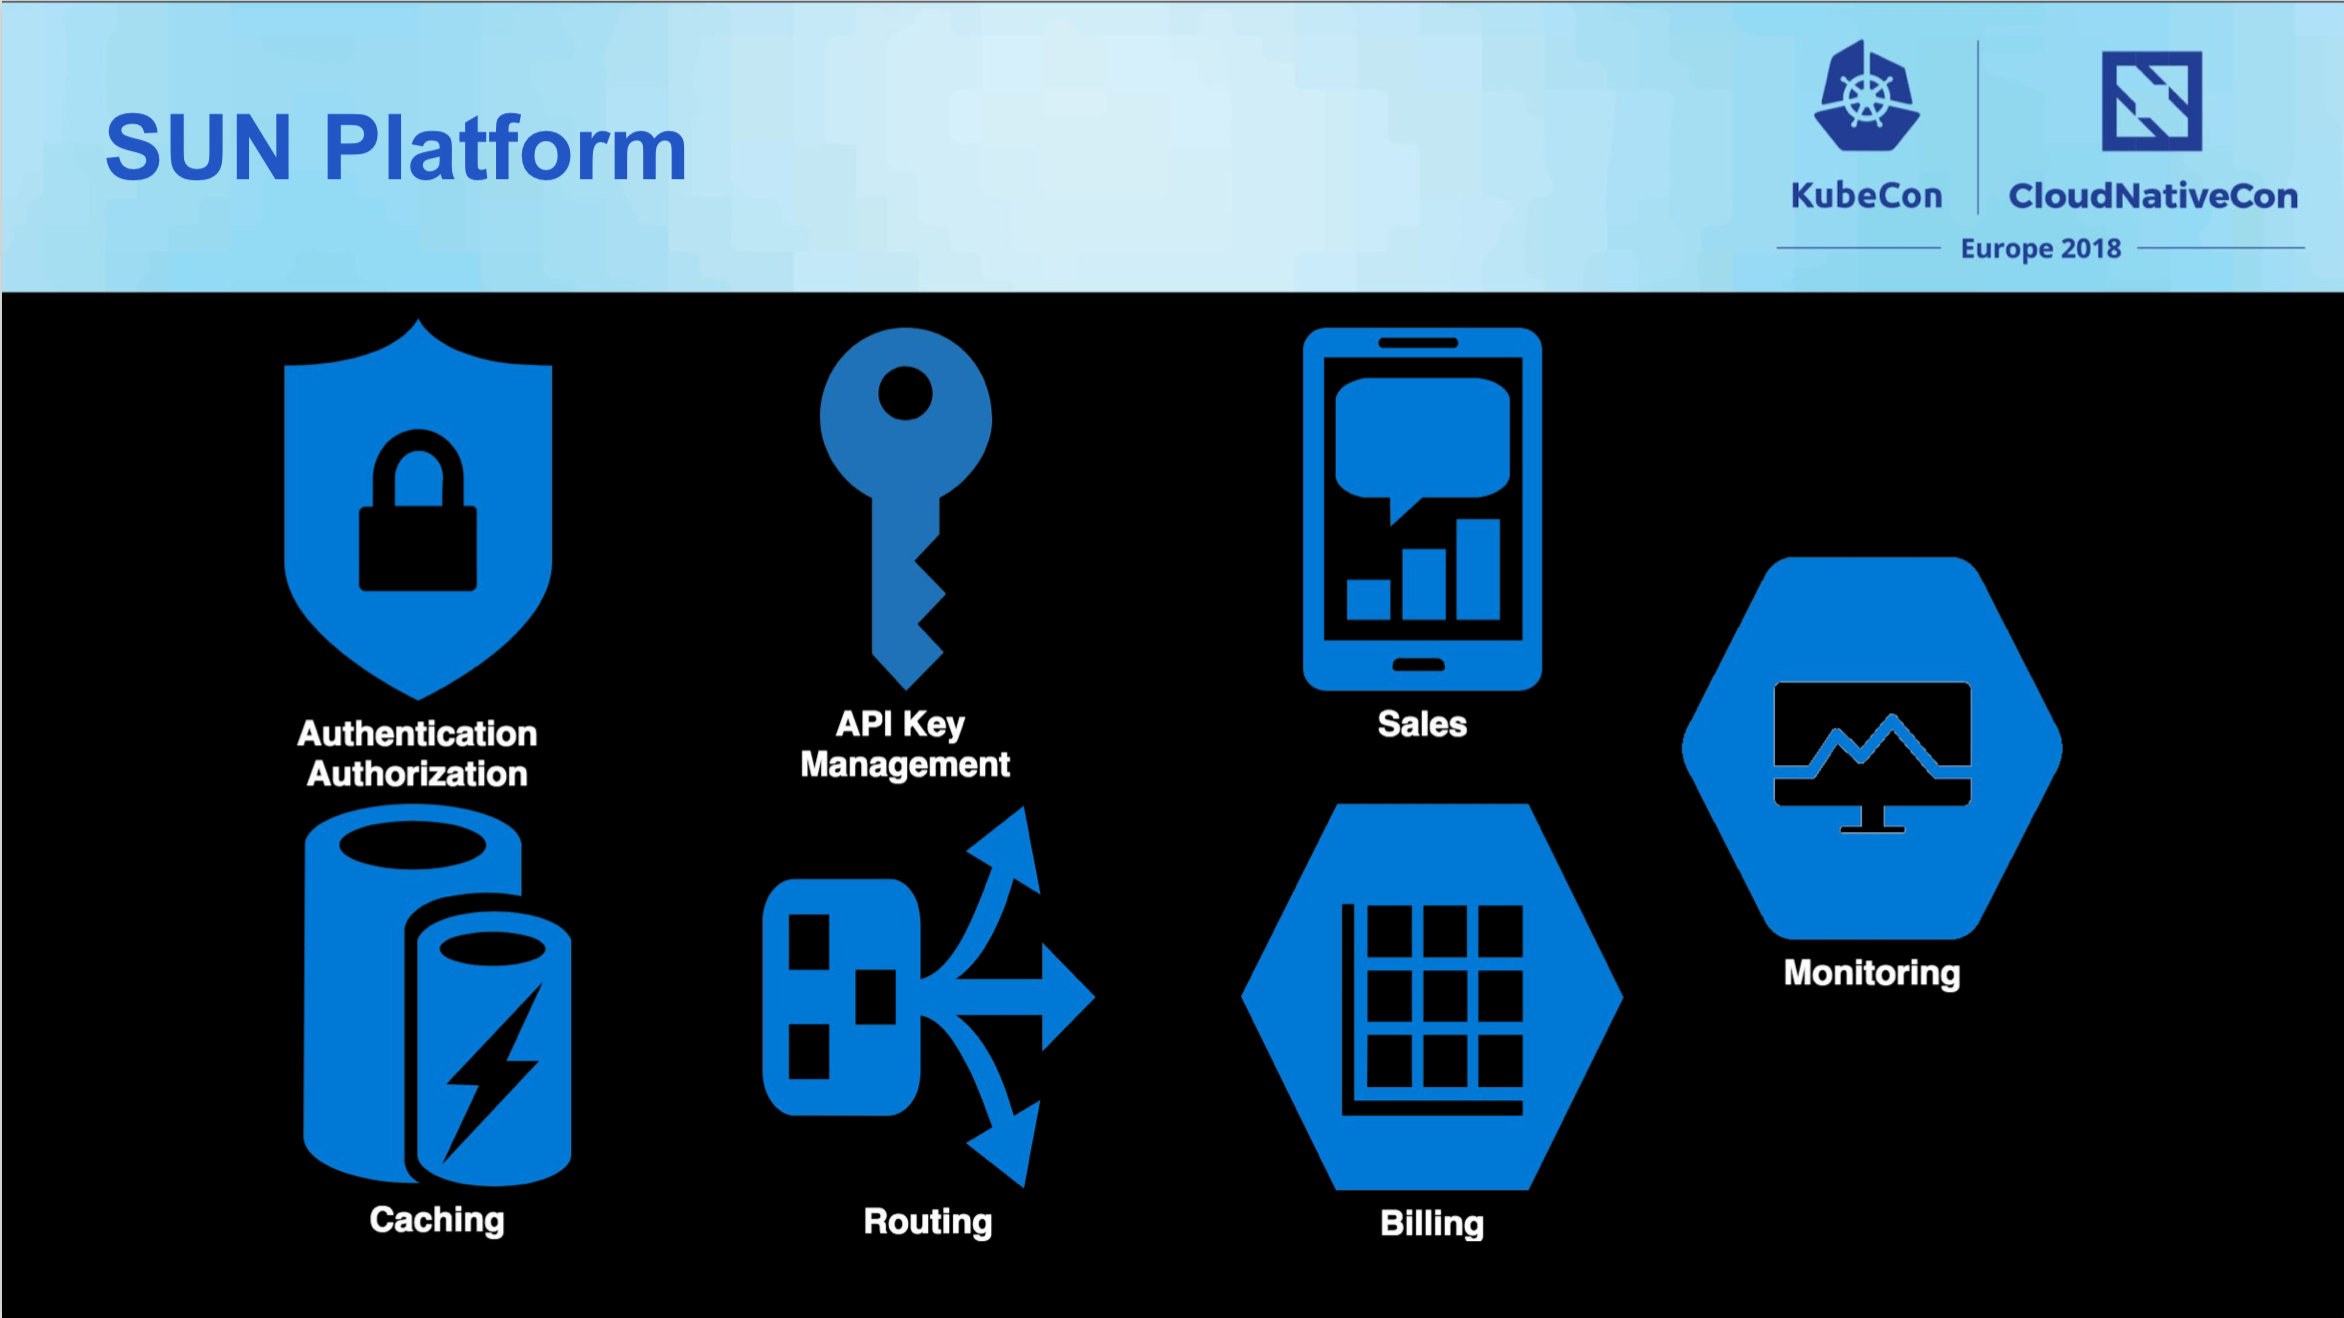 SUN Platform
KubeCon
CloudNativeCon
Europe 2018
Authentication
Authorization
API Key
Management
Sales
Monitoring
Caching
Routing
Billing